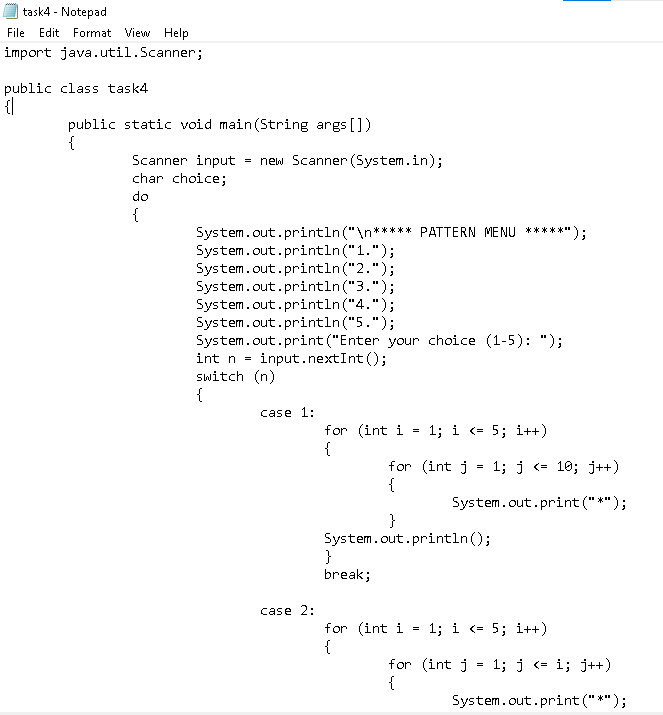 task4 - Notepad
File Edit Format View Help
import java.util.Scanner;
public class task4
{
public static void main(String args[])
{
Scanner input = new Scanner(System.in);
char choice;
do
{
System.out.println("\n***** PATTERN MENU *****");
System.out.println("1.");
System.out.println("2.");
System.out.println("3.");
System.out.println("4.");
System.out.println("5.");
System.out.print("Enter your choice (1-5): ");
int n = input.nextInt();
switch (n)
{
case 1:
for (int i = 1; i <= 5; i++)
{
for (int j = 1; j <= 10; j++)
{
System.out.print("*");
}
System.out.println();
}
break;
case 2:
for (int i = 1; i <= 5; i++)
{
for (int j = 1; j <= i; j++)
{
System.out.print("*");